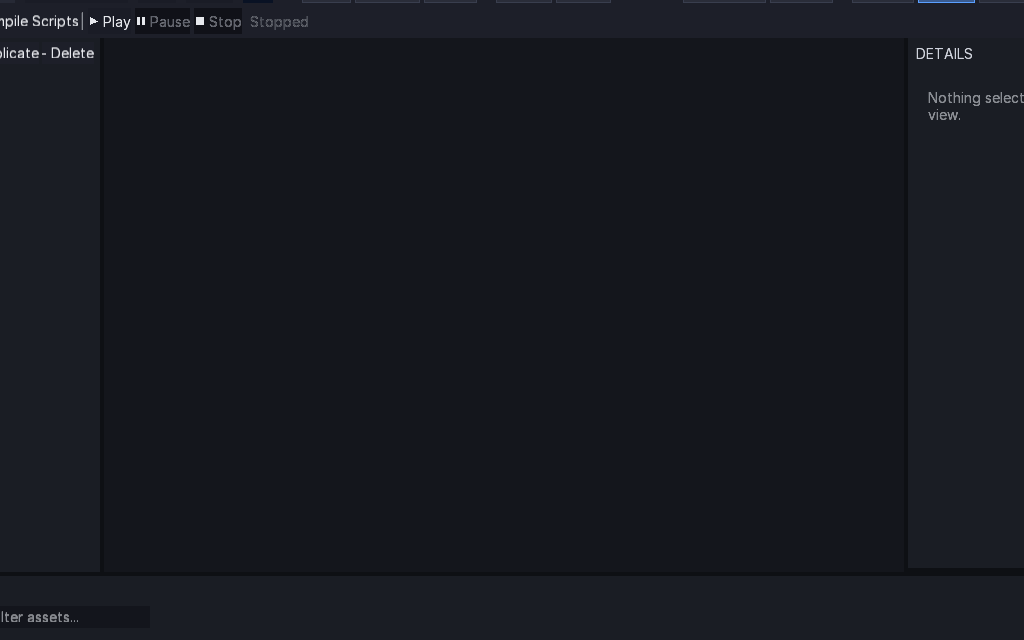 mpile Scripts Play Pause Stop Stopped
plicate - Delete
DETAILS
Nothing select
view.
lter assets...